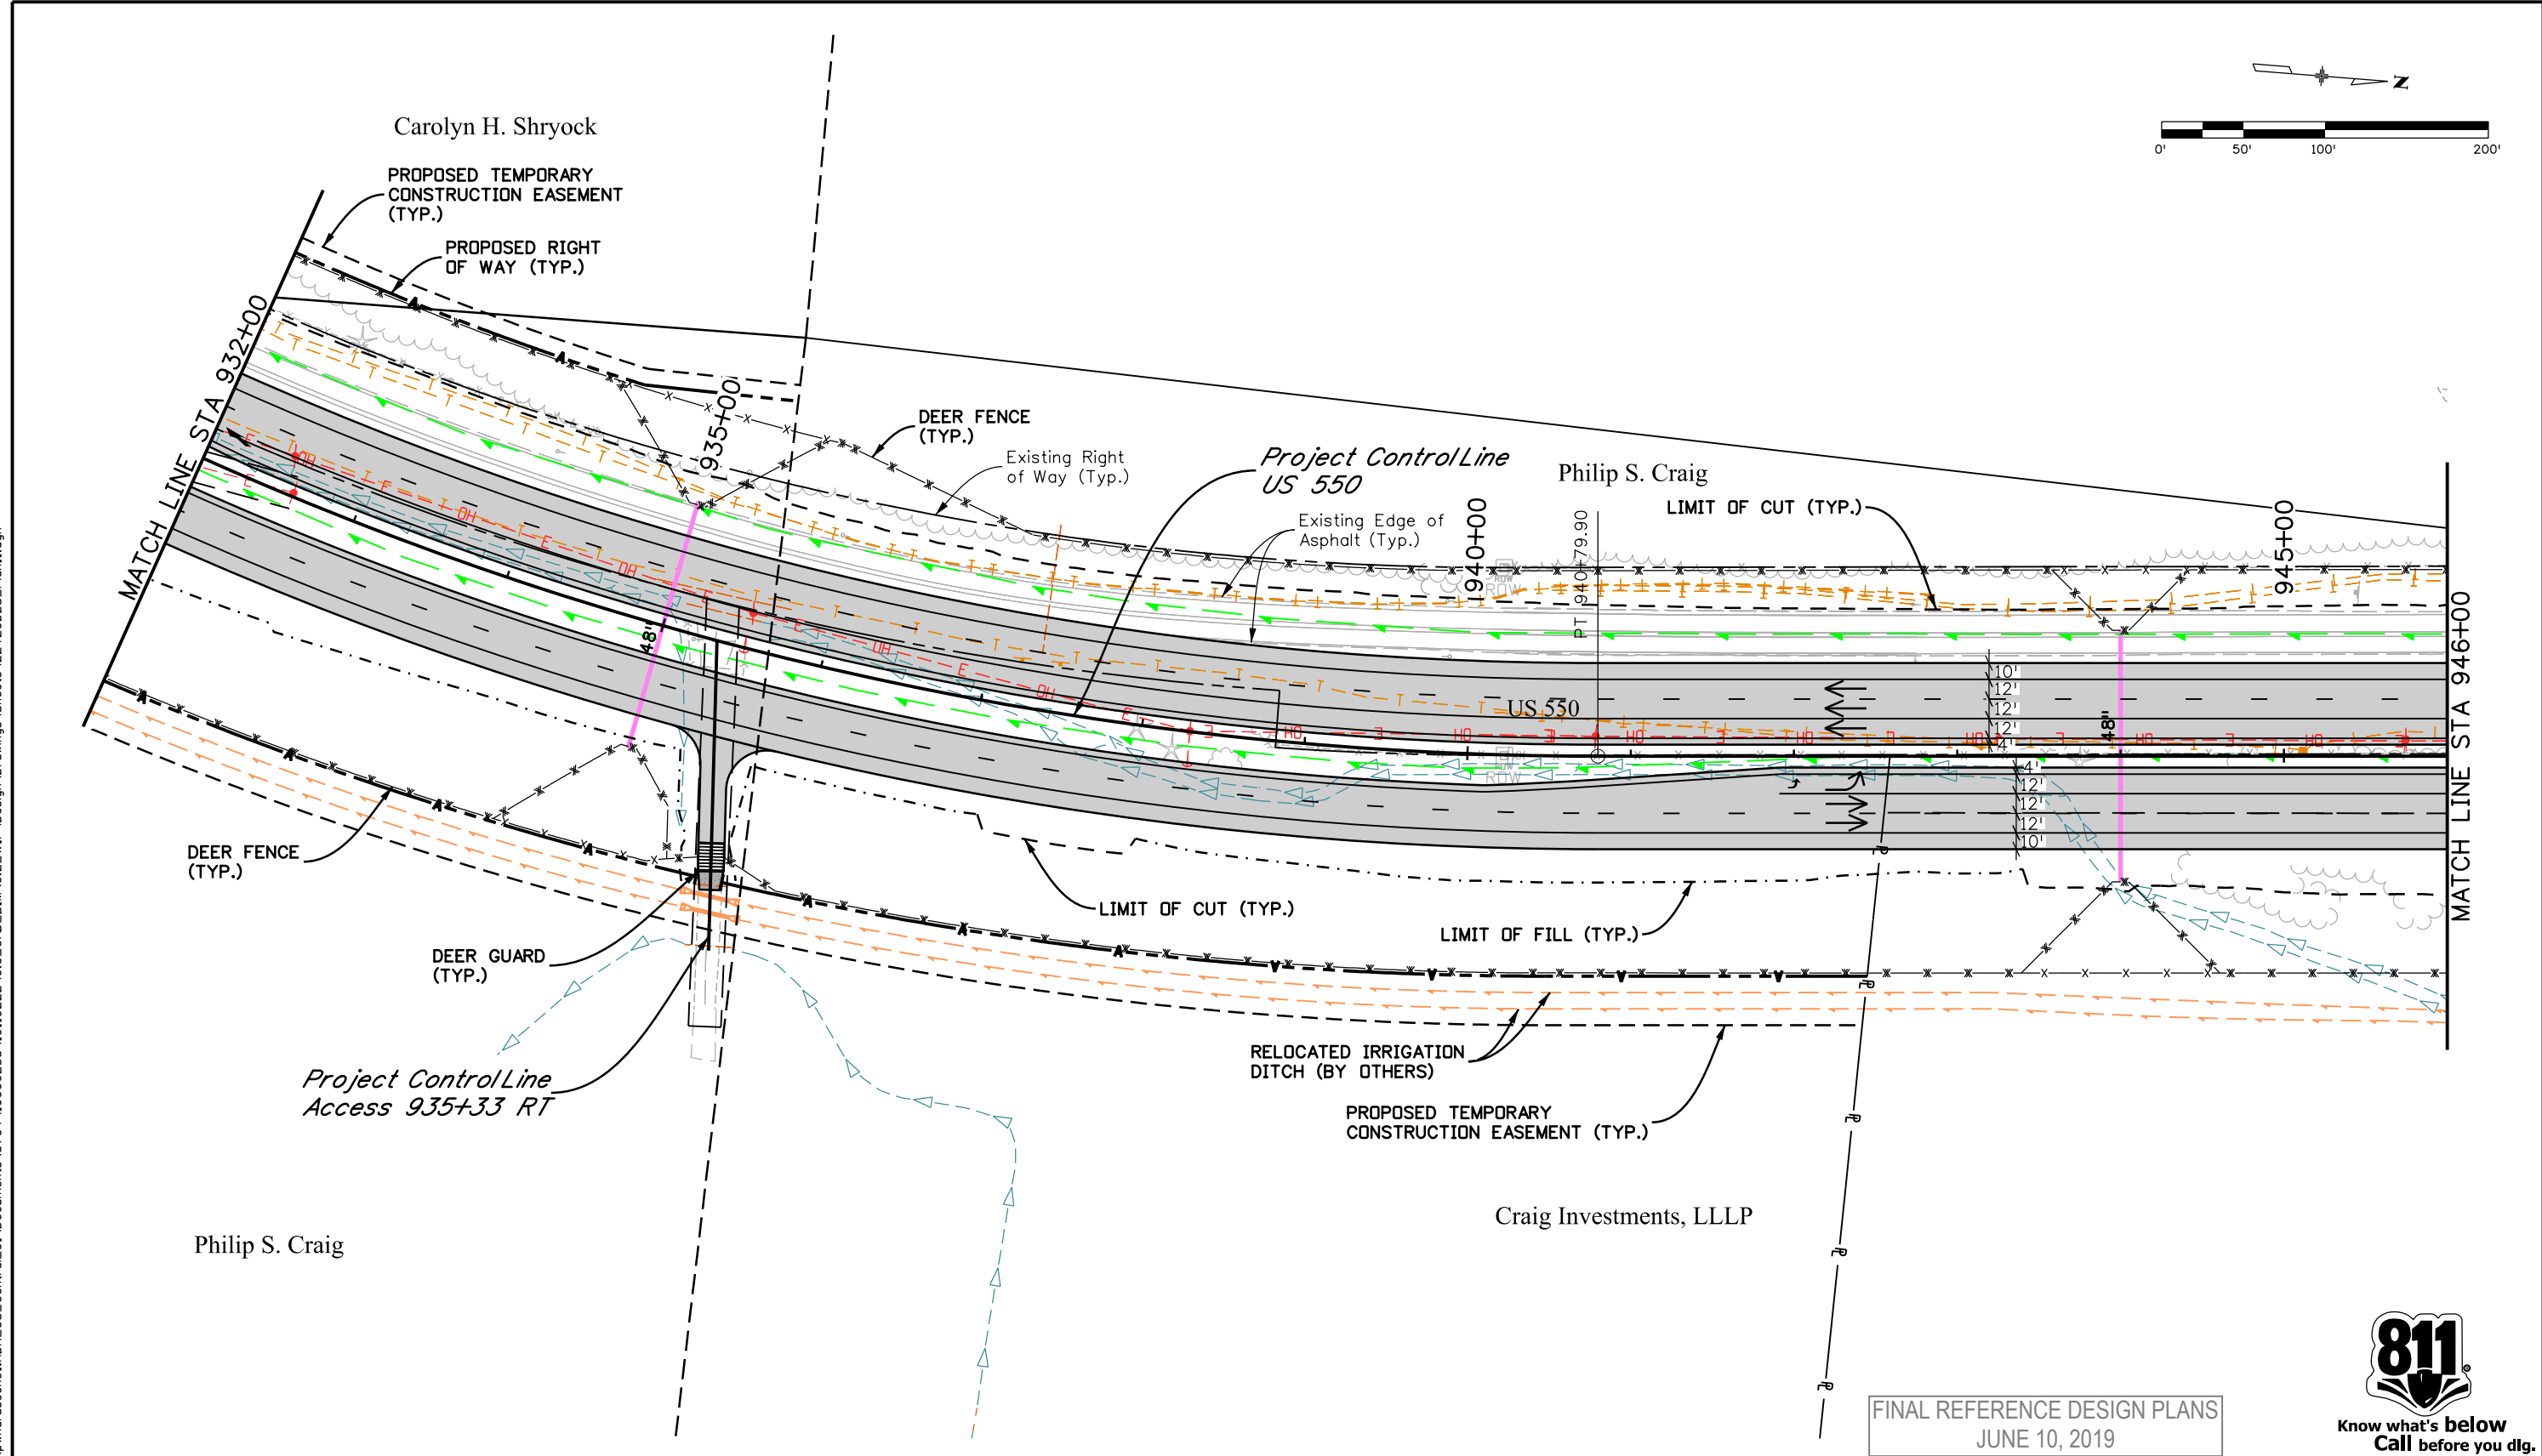 N
0' 50' 100' 200'
Carolyn H. Shryock
PROPOSED TEMPORARY
CONSTRUCTION EASEMENT
(TYP.)
PROPOSED RIGHT
OF WAY (TYP.)
MATCH LINE STA 932+00
935+00
DEER FENCE
(TYP.)
Existing Right
of Way (Typ.)
Project Control Line
US 550
Existing Edge of
Asphalt (Typ.)
Philip S. Craig
LIMIT OF CUT (TYP.)
940+00
PT 940+79.90
945+00
MATCH LINE STA 946+00
ROW
ROW
ROW
ROW
48"
48"
US 550
10'
12'
12'
12'
4'
4'
12'
12'
12'
10'
DEER FENCE
(TYP.)
DEER GUARD
(TYP.)
LIMIT OF CUT (TYP.)
LIMIT OF FILL (TYP.)
Project Control Line
Access 935+33 RT
RELOCATED IRRIGATION
DITCH (BY OTHERS)
PROPOSED TEMPORARY
CONSTRUCTION EASEMENT (TYP.)
Craig Investments, LLLP
Philip S. Craig
FINAL REFERENCE DESIGN PLANS
JUNE 10, 2019
811
Know what's below
Call before you dig.